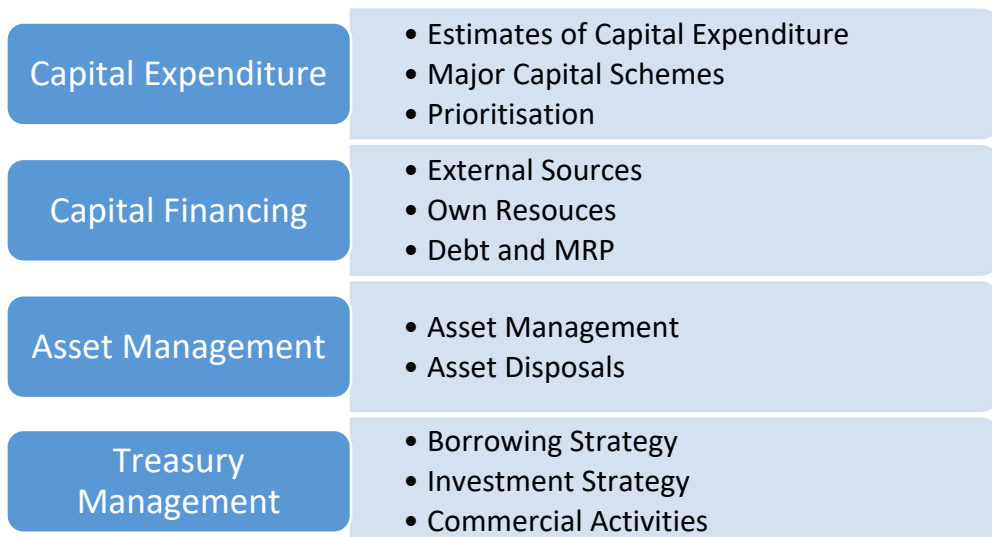 Capital Expenditure
• Estimates of Capital Expenditure
• Major Capital Schemes
• Prioritisation
Capital Financing
• External Sources
• Own Resouces
• Debt and MRP
Asset Management
• Asset Management
• Asset Disposals
Treasury
Management
• Borrowing Strategy
• Investment Strategy
• Commercial Activities